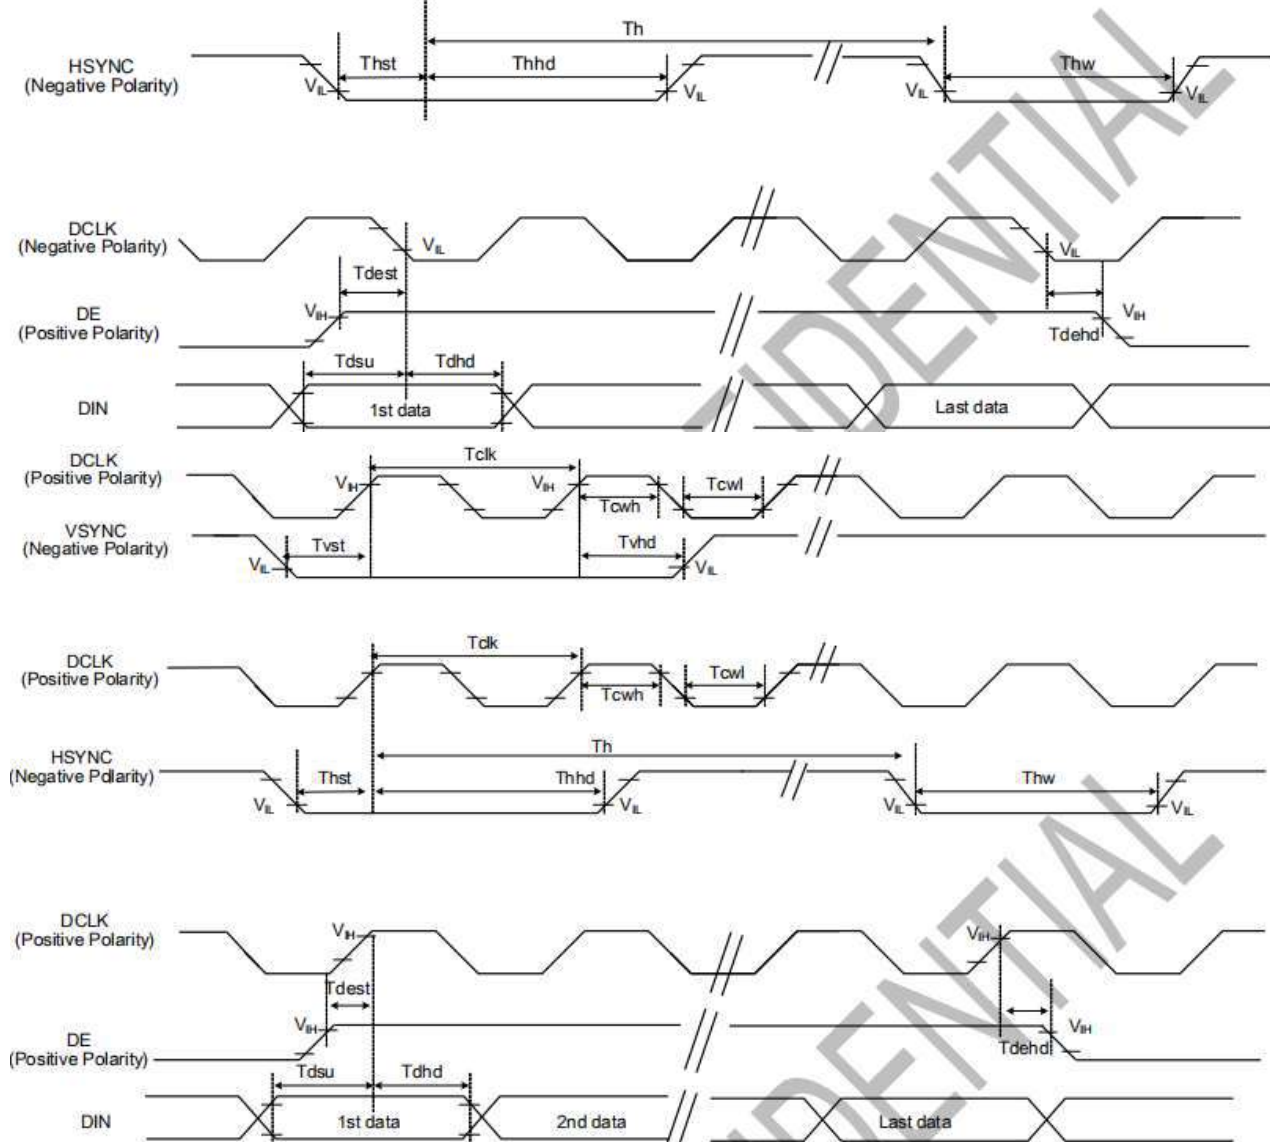 Th
HSYNC
(Negative Polarity)
Thst
Thhd
Thw
VIL
VIL
VIL
VIL
DCLK
(Negative Polarity)
VIL
VIL
Tdest
DE
(Positive Polarity)
VIH
VIH
Tdehd
Tdsu
Tdhd
DIN
1st data
Last data
DCLK
(Positive Polarity)
Tclk
VIH
VIH
Tcwh
Tcwl
VSYNC
(Negative Polarity)
Tvst
Tvhd
VIL
VIL
DCLK
(Positive Polarity)
Tclk
Tcwh
Tcwl
HSYNC
(Negative Polarity)
Th
Thst
Thhd
Thw
VIL
VIL
VIL
VIL
DCLK
(Positive Polarity)
VIH
VIH
Tdest
DE
(Positive Polarity)
VIH
VIH
Tdehd
Tdsu
Tdhd
DIN
1st data
2nd data
Last data
FIDENTIAL
FIDENTIAL